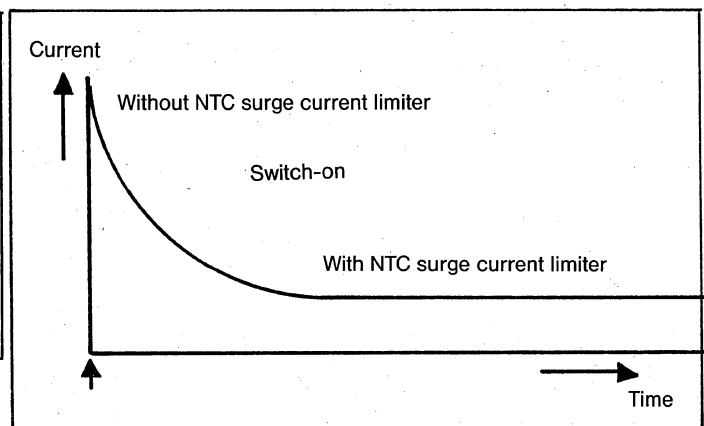 Current
Without NTC surge current limiter
Switch-on
With NTC surge current limiter
Time